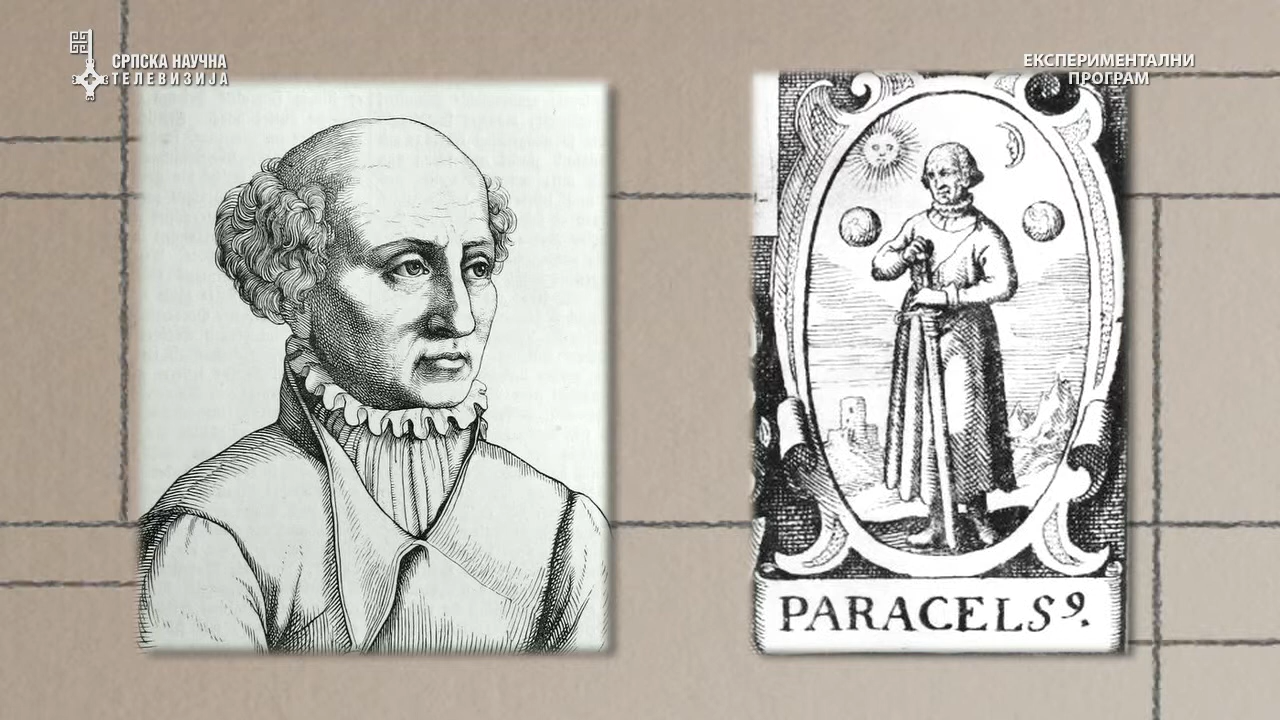 СРПСКА НАУЧНА
ТЕЛЕВИЗИЈА
ЕКСПЕРИМЕНТАЛНИ
ПРОГРАМ
PARACELSꝰ.